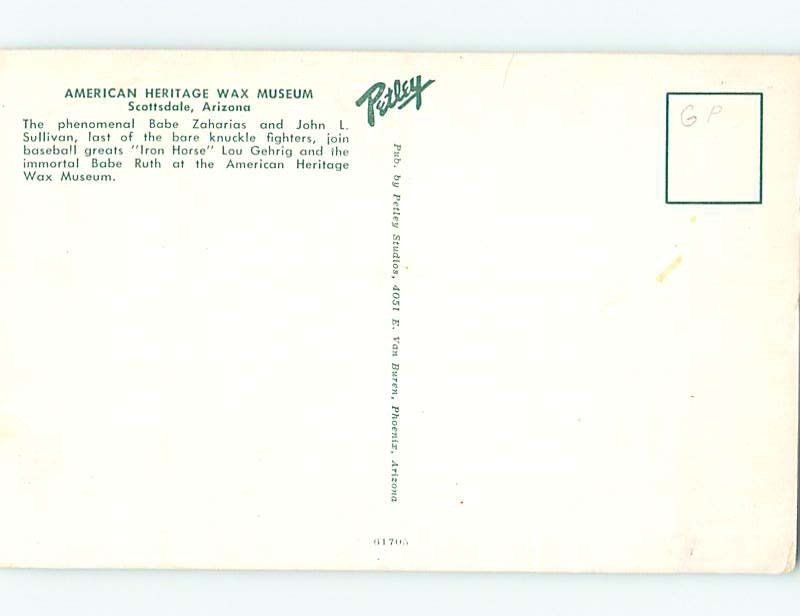 AMERICAN HERITAGE WAX MUSEUM
Scottsdale, Arizona
The phenomenal Babe Zaharias and John L.
Sullivan, last of the bare knuckle fighters, join
baseball greats "Iron Horse" Lou Gehrig and the
immortal Babe Ruth at the American Heritage
Wax Museum.
Petley
Pub. by Petley Studios, 4051 E. Van Buren, Phoenix, Arizona
GP
61705